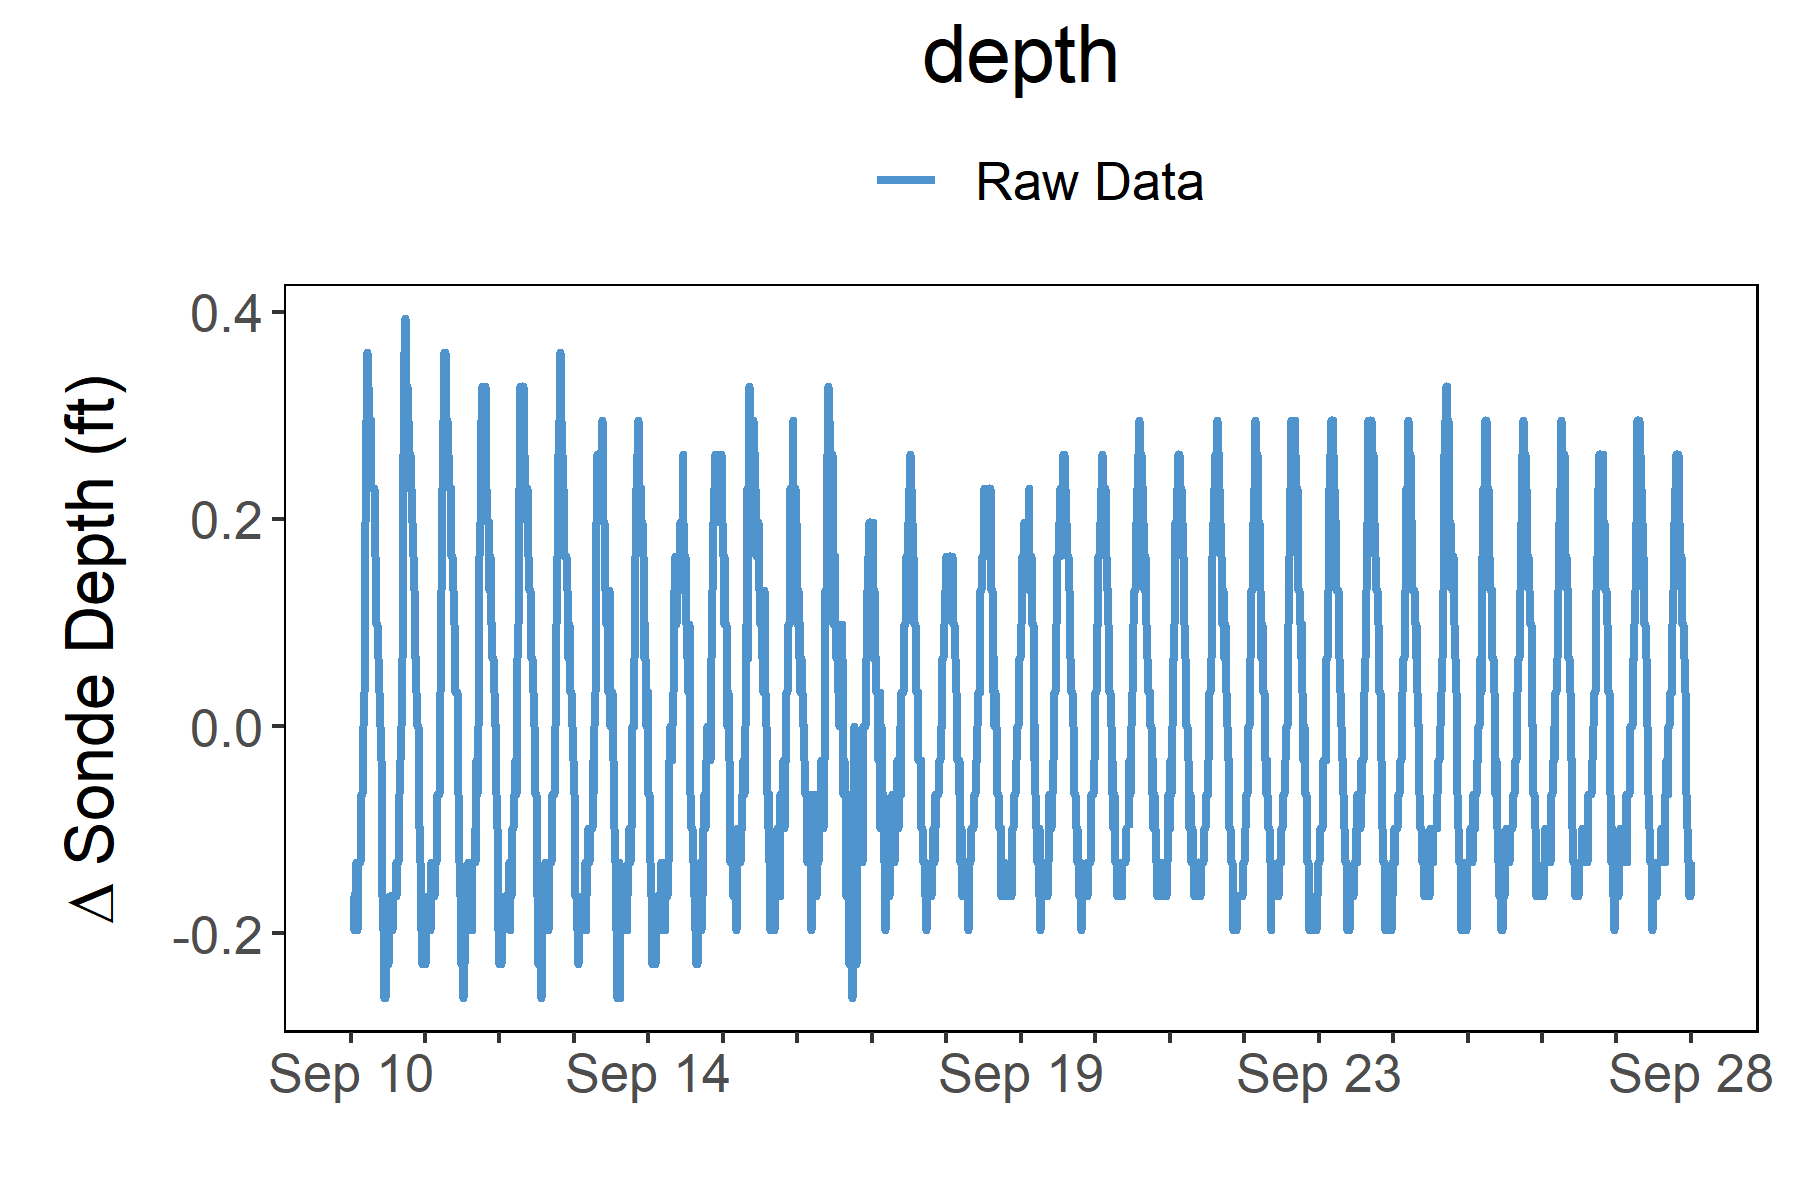 depth
Raw Data
Δ Sonde Depth (ft)
0.4
0.2
0.0
-0.2
Sep 10 Sep 14 Sep 19 Sep 23 Sep 28